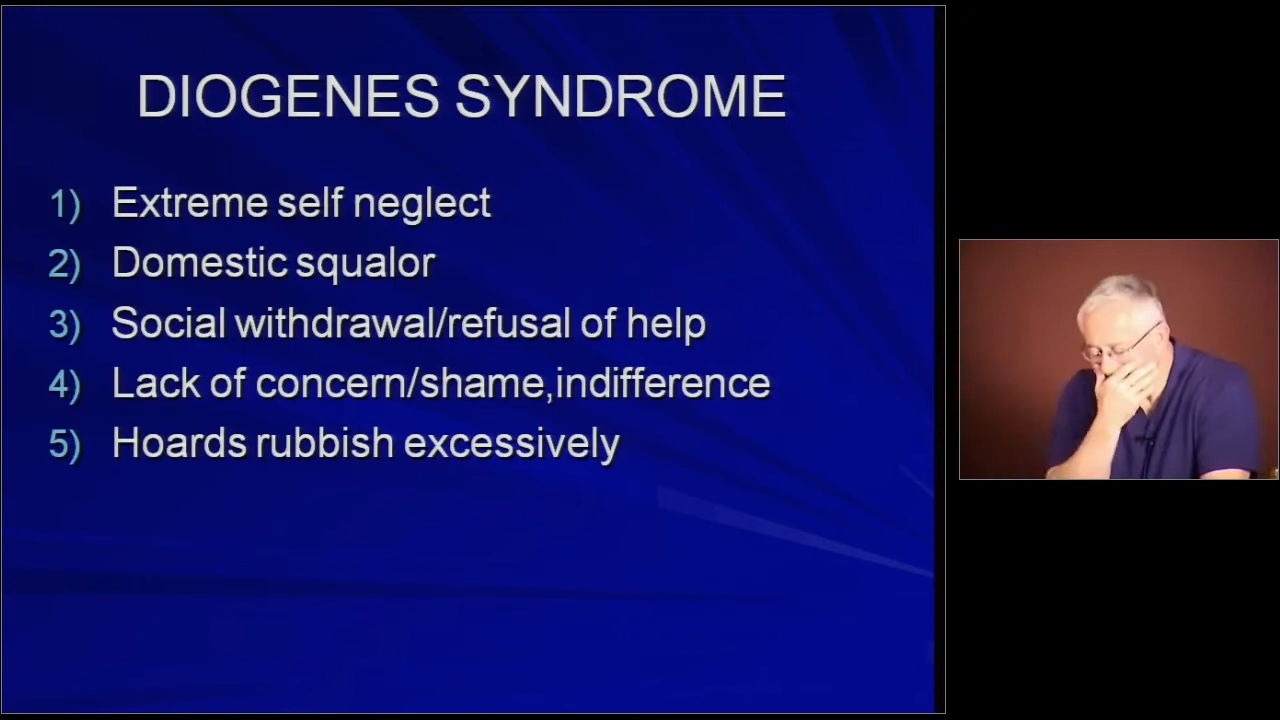 DIOGENES SYNDROME
1) Extreme self neglect
2) Domestic squalor
3) Social withdrawal/refusal of help
4) Lack of concern/shame,indifference
5) Hoards rubbish excessively